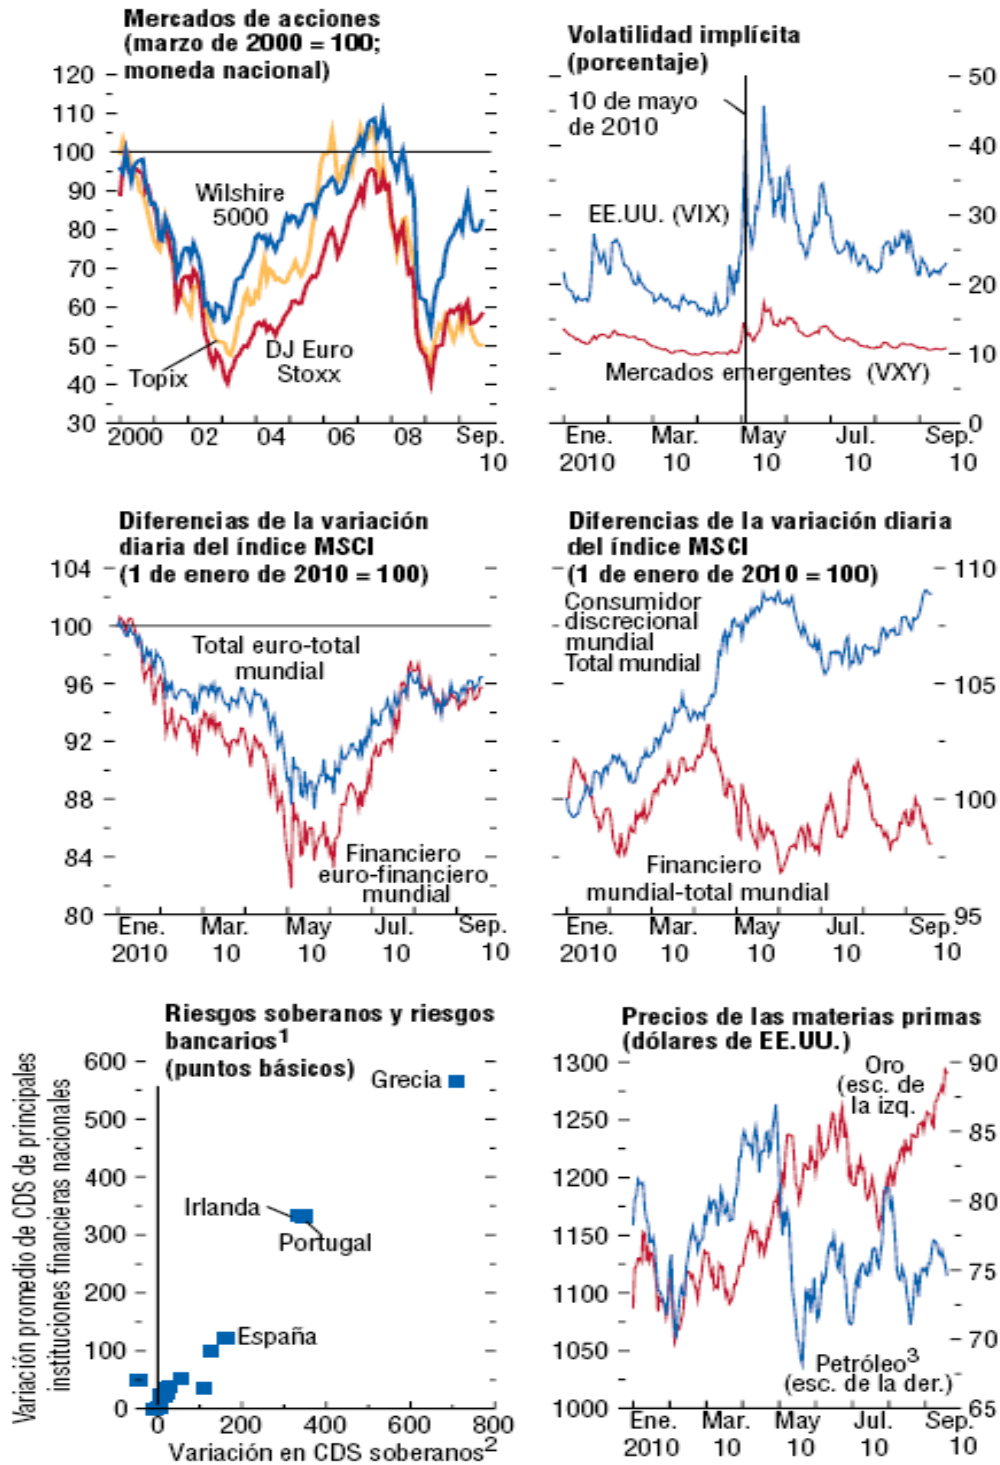 Mercados de acciones
(marzo de 2000 = 100;
moneda nacional)
120
110
100
90
80
70
60
50
40
30
Wilshire
5000
Topix
DJ Euro
Stoxx
2000 02 04 06 08 Sep.
10
Volatilidad implícita
(porcentaje)
10 de mayo
de 2010
EE.UU. (VIX)
Mercados emergentes (VXY)
50
40
30
20
10
0
Ene. Mar. May Jul. Sep.
2010 10 10 10 10
Diferencias de la variación
diaria del índice MSCI
(1 de enero de 2010 = 100)
104
100
96
92
88
84
80
Total euro-total
mundial
Financiero
euro-financiero
mundial
Ene. Mar. May Jul. Sep.
2010 10 10 10 10
Diferencias de la variación diaria
del índice MSCI
(1 de enero de 2010 = 100)
Consumidor
discrecional
mundial
Total mundial
Financiero
mundial-total mundial
110
105
100
95
Ene. Mar. May Jul. Sep.
2010 10 10 10 10
Riesgos soberanos y riesgos
bancarios1
(puntos básicos)
Variación promedio de CDS de principales
instituciones financieras nacionales
600
500
400
300
200
100
0
Grecia
Irlanda
Portugal
España
0 200 400 600 800
Variación en CDS soberanos2
Precios de las materias primas
(dólares de EE.UU.)
1300
1250
1200
1150
1100
1050
1000
Oro
(esc. de
la izq.
Petróleo3
(esc. de la der.)
90
85
80
75
70
65
Ene. Mar. May Jul. Sep.
2010 10 10 10 10